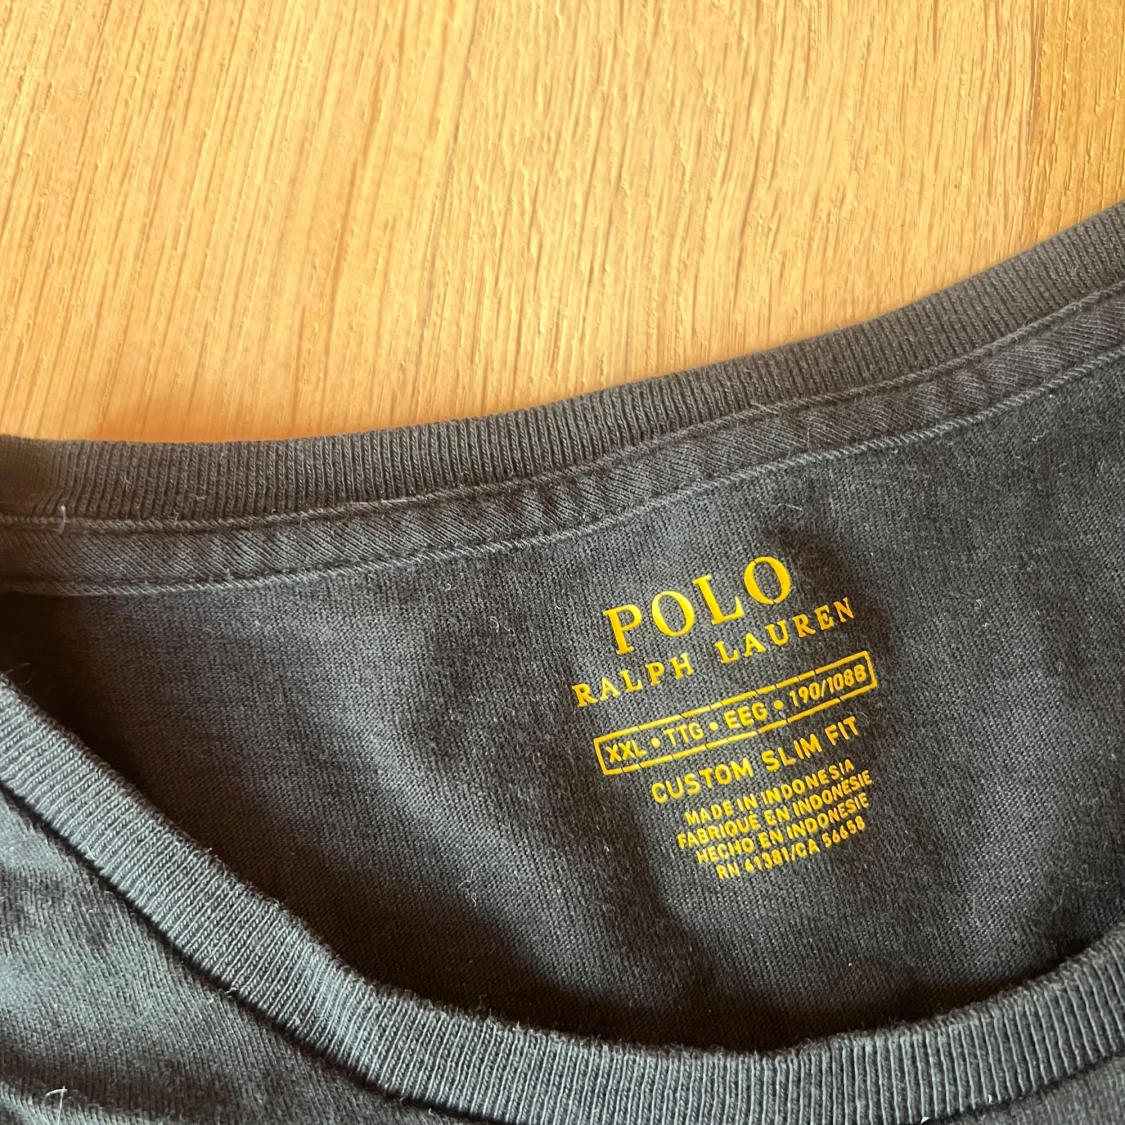 POLO
RALPH LAUREN
XXL • TTG • EEG • 190/108B
CUSTOM SLIM FIT
MADE IN INDONESIA
FABRIQUÉ EN INDONÉSIE
HECHO EN INDONESIE
RN 41381/CA 56658